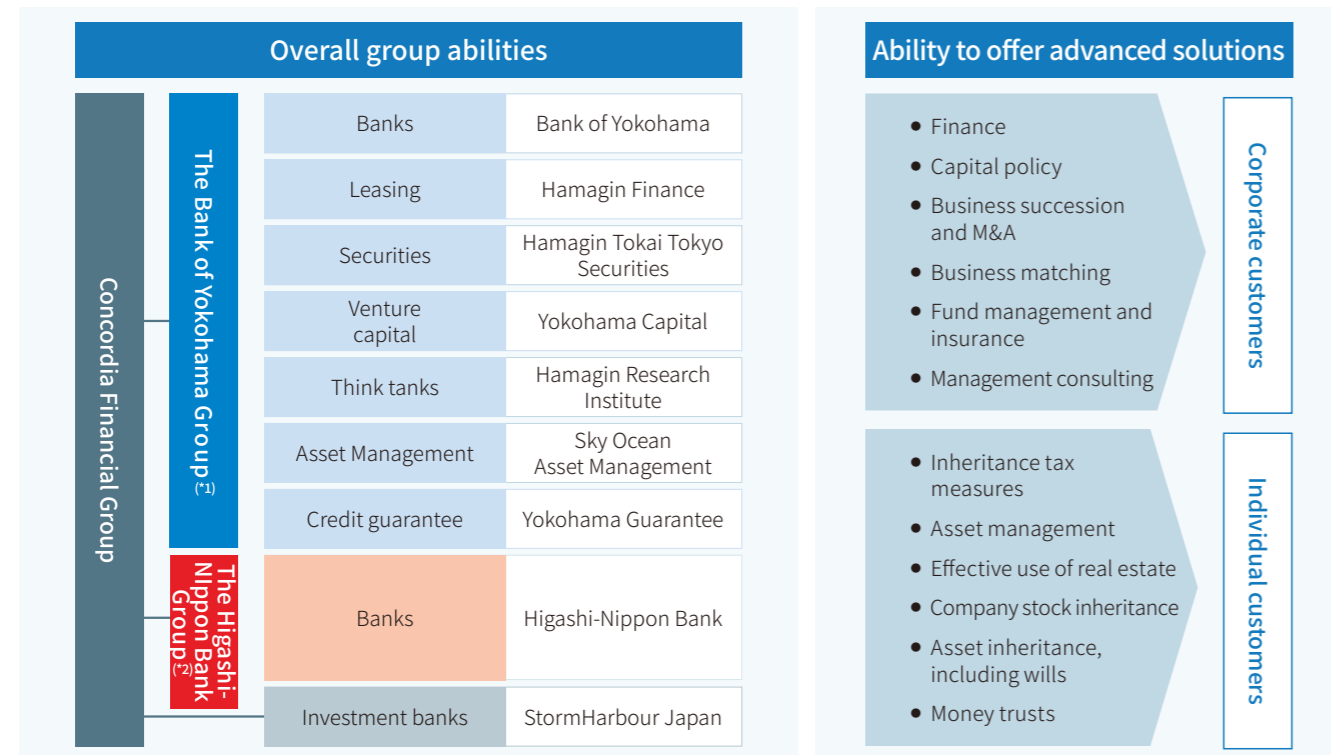 Overall group abilities
Concordia Financial Group
The Bank of Yokohama Group(*1)
Banks
Bank of Yokohama
Leasing
Hamagin Finance
Securities
Hamagin Tokai Tokyo
Securities
Venture
capital
Yokohama Capital
Think tanks
Hamagin Research
Institute
Asset Management
Sky Ocean
Asset Management
Credit guarantee
Yokohama Guarantee
The Higashi-
NIppon Bank
Group(*2)
Banks
Higashi-Nippon Bank
Investment banks
StormHarbour Japan
Ability to offer advanced solutions
• Finance
• Capital policy
• Business succession
and M&A
• Business matching
• Fund management and
insurance
• Management consulting
Corporate customers
• Inheritance tax
measures
• Asset management
• Effective use of real estate
• Company stock inheritance
• Asset inheritance,
including wills
• Money trusts
Individual customers